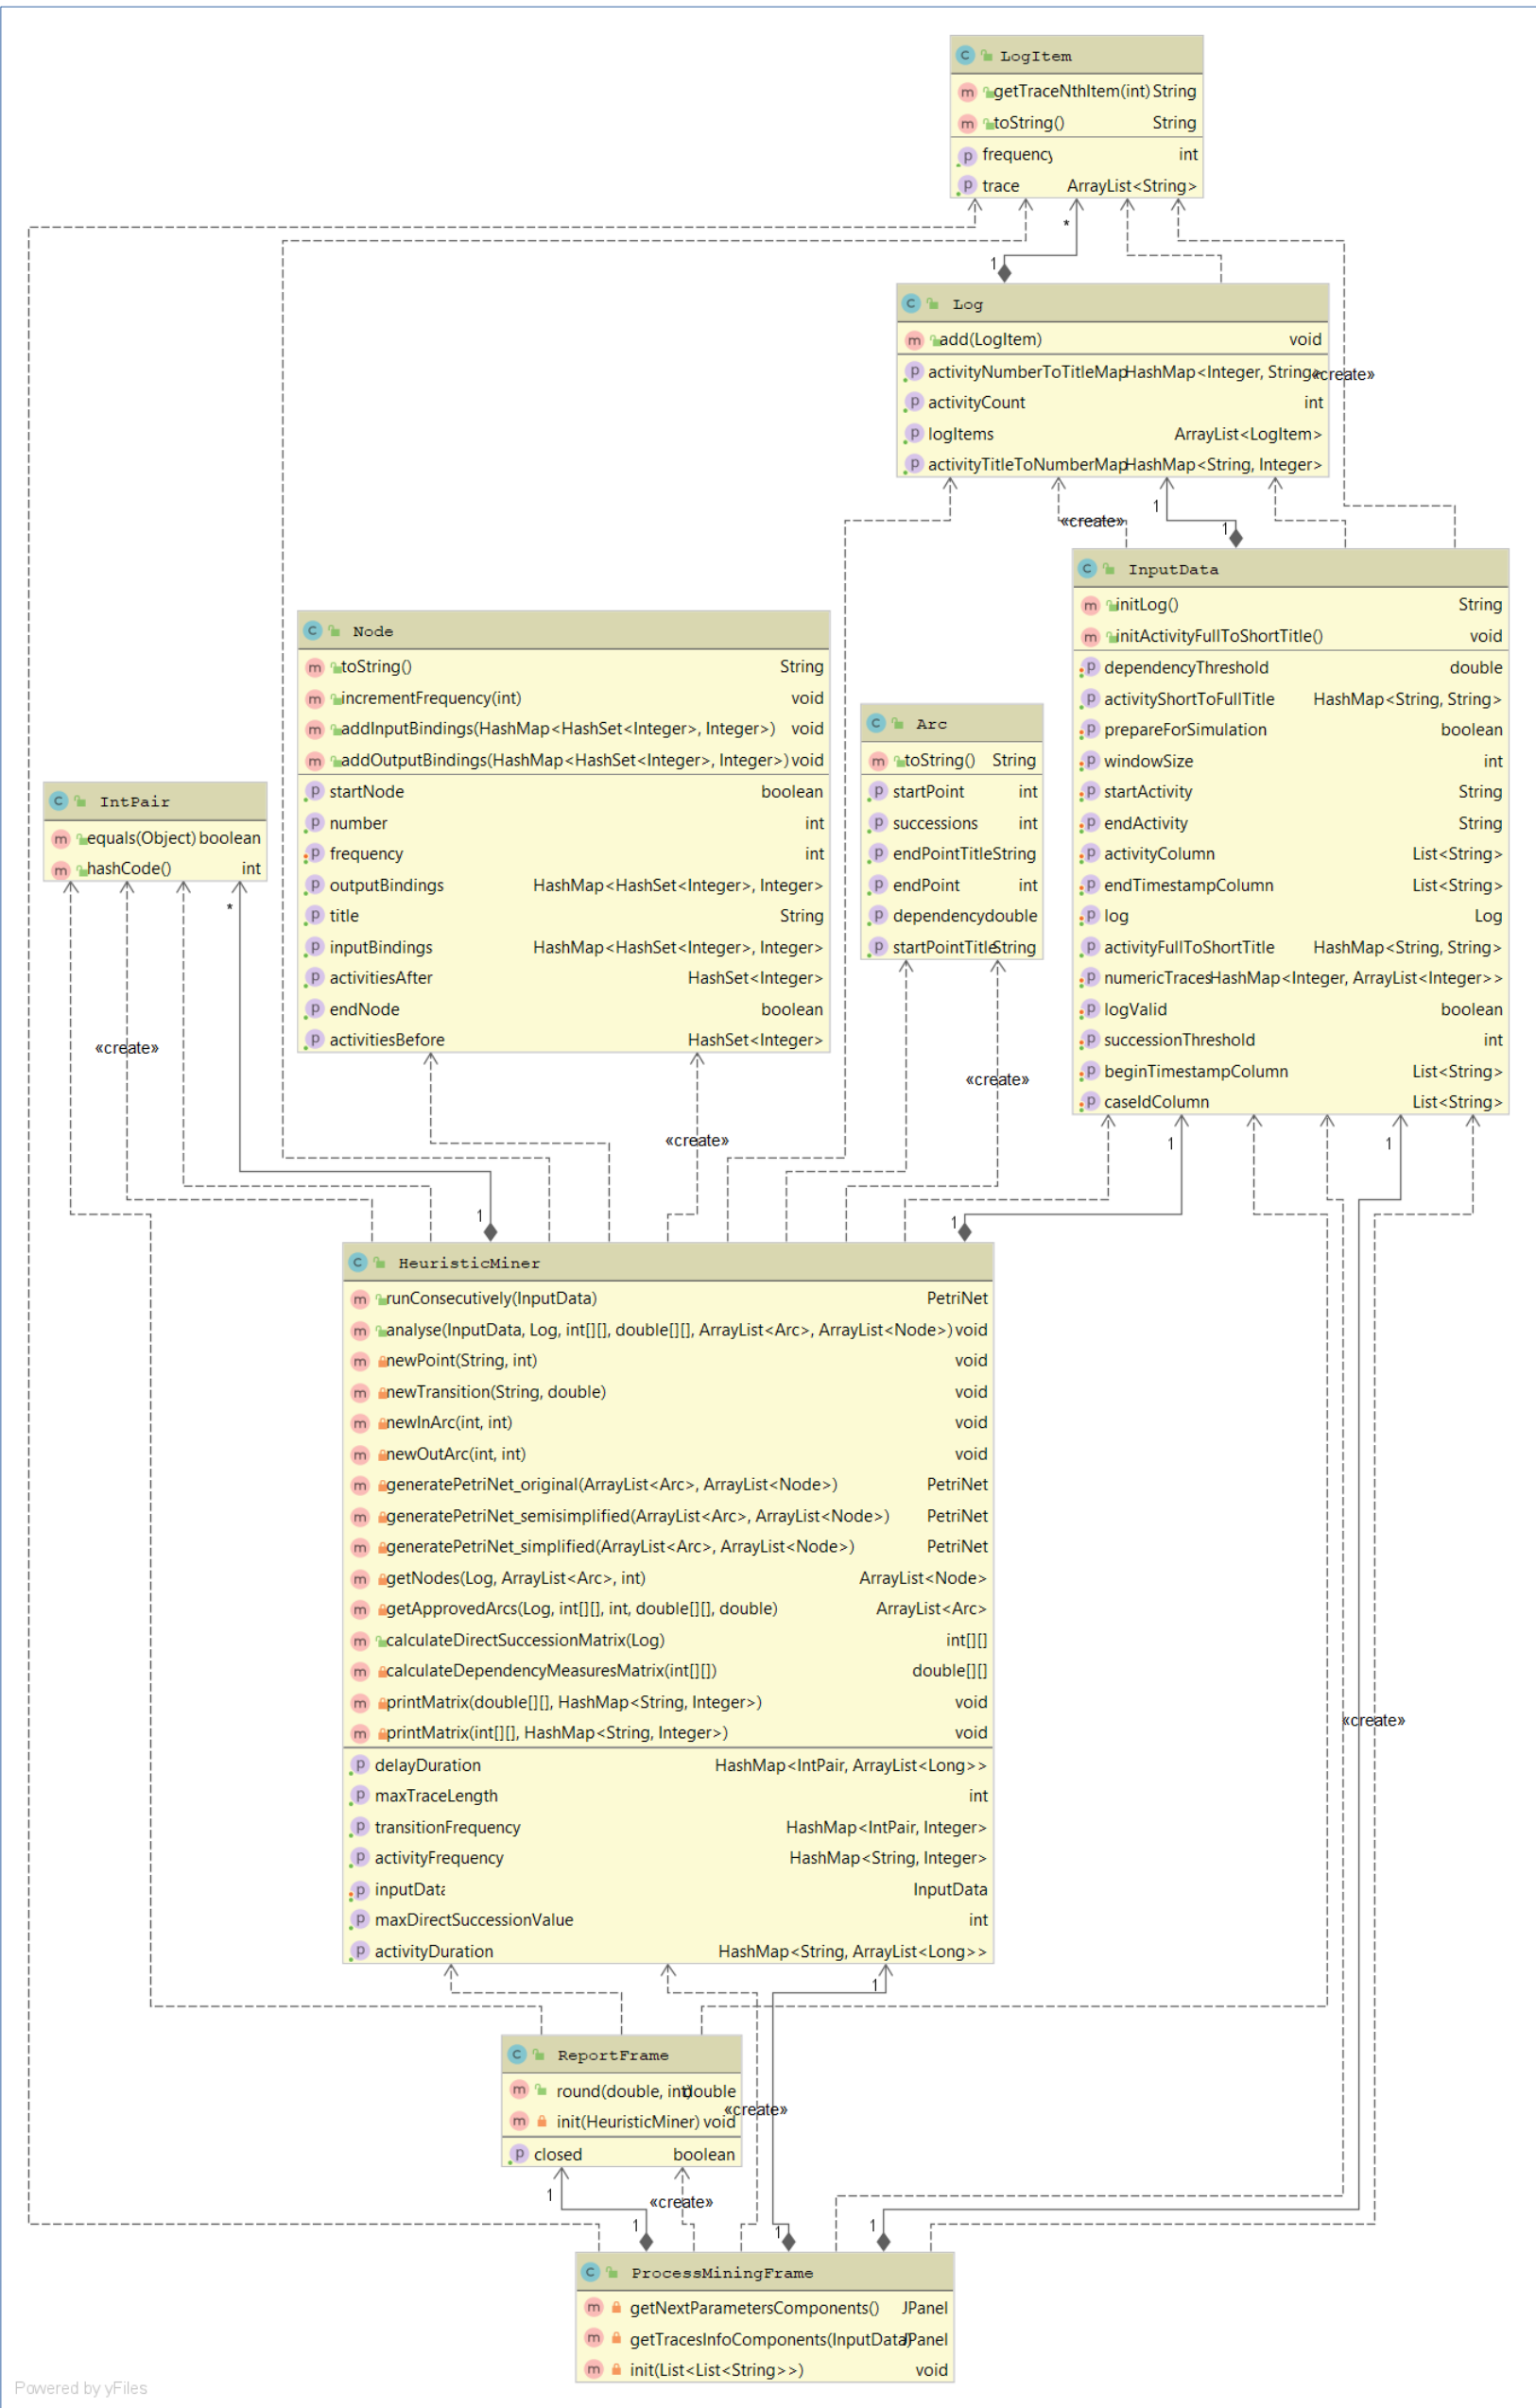 C LogItem
m getTraceNthItem(int) String
m toString() String
p frequency int
p trace ArrayList<String>
*
1
C Log
m add(LogItem) void
p activityNumberToTitleMap HashMap<Integer, String>
«create»
p activityCount int
p logItems ArrayList<LogItem>
p activityTitleToNumberMap HashMap<String, Integer>
1
«create»
1
C InputData
m initLog() String
m initActivityFullToShortTitle() void
p dependencyThreshold double
p activityShortToFullTitle HashMap<String, String>
p prepareForSimulation boolean
p windowSize int
p startActivity String
p endActivity String
p activityColumn List<String>
p endTimestampColumn List<String>
p log Log
p activityFullToShortTitle HashMap<String, String>
p numericTraces HashMap<Integer, ArrayList<Integer>>
p logValid boolean
p successionThreshold int
p beginTimestampColumn List<String>
p caseIdColumn List<String>
C Node
m toString() String
m incrementFrequency(int) void
m addInputBindings(HashMap<HashSet<Integer>, Integer>) void
m addOutputBindings(HashMap<HashSet<Integer>, Integer>) void
p startNode boolean
p number int
p frequency int
p outputBindings HashMap<HashSet<Integer>, Integer>
p title String
p inputBindings HashMap<HashSet<Integer>, Integer>
p activitiesAfter HashSet<Integer>
p endNode boolean
p activitiesBefore HashSet<Integer>
C Arc
m toString() String
p startPoint int
p successions int
p endPointTitle String
p endPoint int
p dependency double
p startPointTitle String
C IntPair
m equals(Object) boolean
m hashCode() int
*
«create»
«create»
«create»
1
1
1
1
C HeuristicMiner
m runConsecutively(InputData) PetriNet
m analyse(InputData, Log, int[][], double[][], ArrayList<Arc>, ArrayList<Node>) void
m newPoint(String, int) void
m newTransition(String, double) void
m newInArc(int, int) void
m newOutArc(int, int) void
m generatePetriNet_original(ArrayList<Arc>, ArrayList<Node>) PetriNet
m generatePetriNet_semisimplified(ArrayList<Arc>, ArrayList<Node>) PetriNet
m generatePetriNet_simplified(ArrayList<Arc>, ArrayList<Node>) PetriNet
m getNodes(Log, ArrayList<Arc>, int) ArrayList<Node>
m getApprovedArcs(Log, int[][], int, double[][], double) ArrayList<Arc>
m calculateDirectSuccessionMatrix(Log) int[][]
m calculateDependencyMeasuresMatrix(int[][]) double[][]
m printMatrix(double[][], HashMap<String, Integer>) void
m printMatrix(int[][], HashMap<String, Integer>) void
p delayDuration HashMap<IntPair, ArrayList<Long>>
p maxTraceLength int
p transitionFrequency HashMap<IntPair, Integer>
p activityFrequency HashMap<String, Integer>
p inputData InputData
p maxDirectSuccessionValue int
p activityDuration HashMap<String, ArrayList<Long>>
«create»
1
C ReportFrame
m round(double, int) double
m init(HeuristicMiner) void
p closed boolean
«create»
1
«create»
1
1
1
C ProcessMiningFrame
m getNextParametersComponents() JPanel
m getTracesInfoComponents(InputData) JPanel
m init(List<List<String>>) void
Powered by yFiles